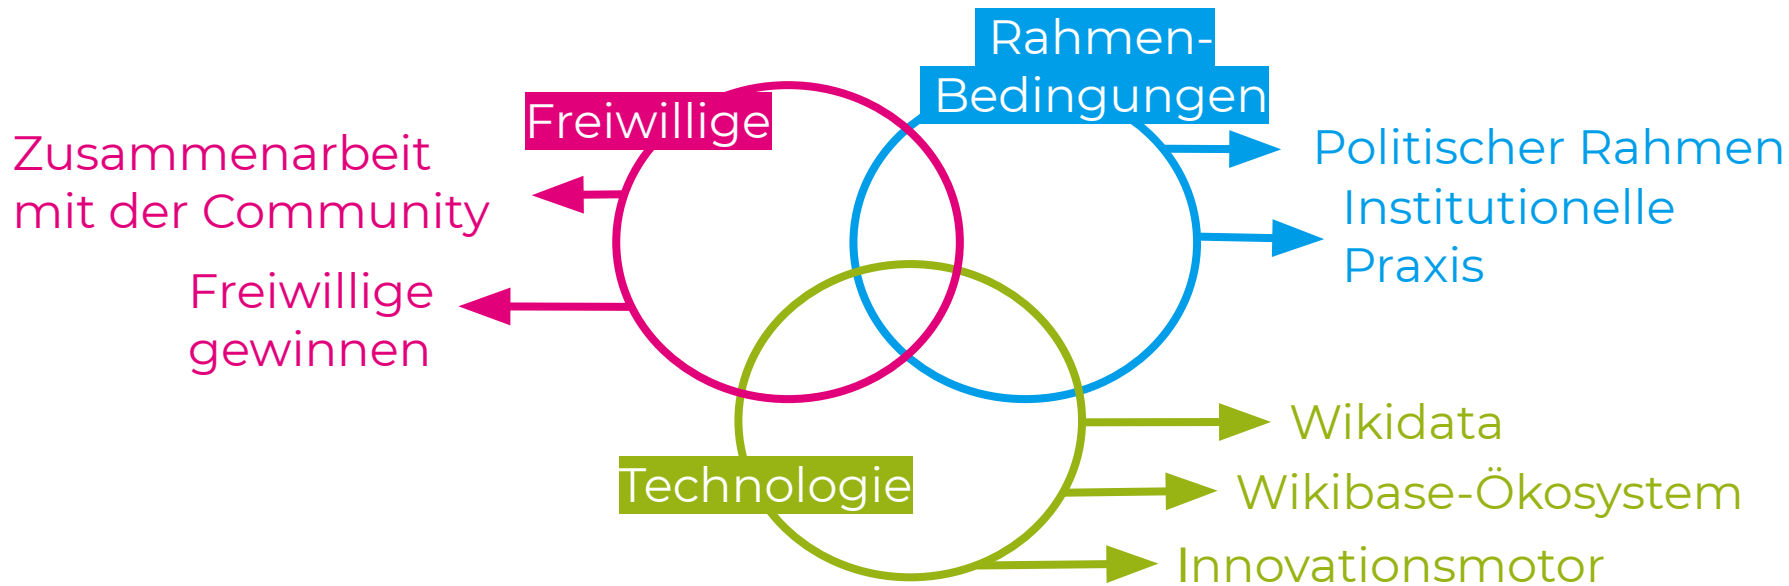 Rahmen-
Bedingungen
Freiwillige
Zusammenarbeit
mit der Community
Freiwillige
gewinnen
Politischer Rahmen
Institutionelle
Praxis
Technologie
Wikidata
Wikibase-Ökosystem
Innovationsmotor